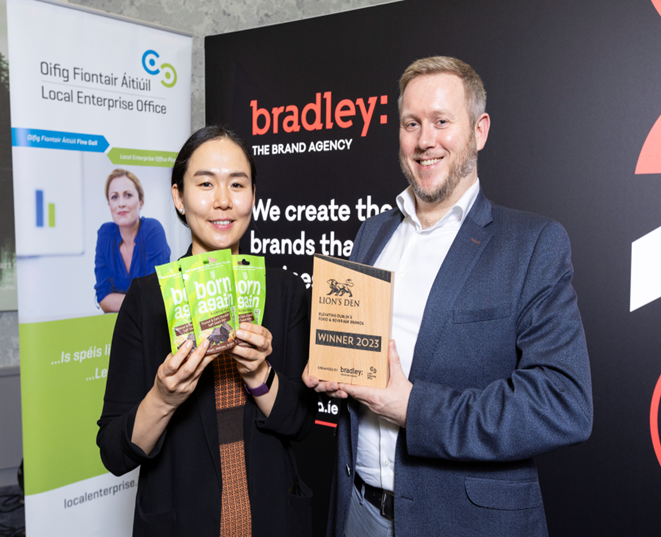 Oifig Fiontair Áitiúil
Local Enterprise Office
Oifig Fiontair Áitiúil Fine Gall
Local Enterprise Office
...Is spéis li
...Le
localenterprise.
bradley:
THE BRAND AGENCY
We create the
brands tha
a.ie
born
again
born
again
born
again
LION'S DEN
ELEVATING DUBLIN'S
FOOD & BEVERAGE BRANDS
WINNER 2023
bradley: